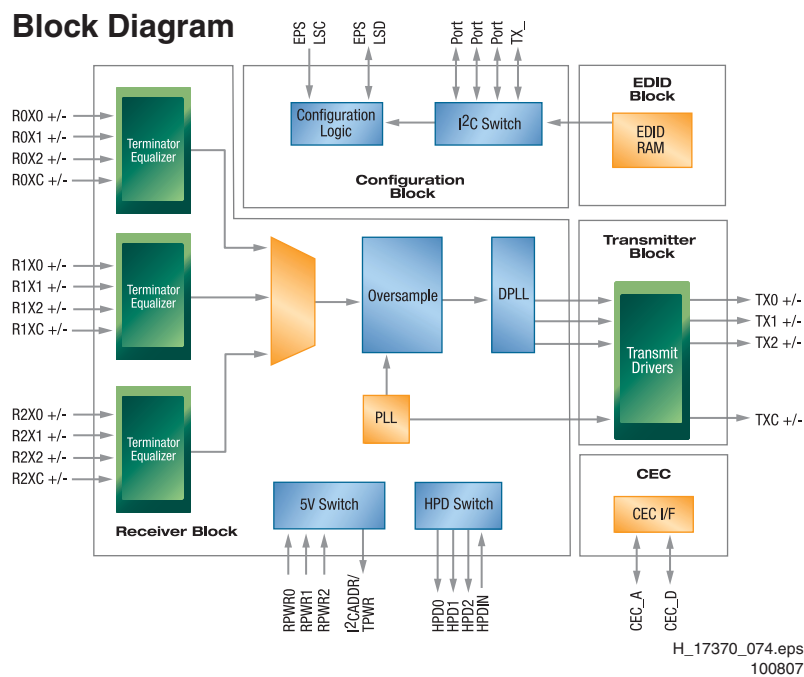 Block Diagram
EPS
LSC
EPS
LSD
Port
Port
Port
TX_
R0X0 +/-
R0X1 +/-
R0X2 +/-
R0XC +/-
Terminator
Equalizer
Configuration
Logic
I²C Switch
Configuration
Block
EDID
Block
EDID
RAM
R1X0 +/-
R1X1 +/-
R1X2 +/-
R1XC +/-
Terminator
Equalizer
Oversample
DPLL
PLL
Transmitter
Block
Transmit
Drivers
TX0 +/-
TX1 +/-
TX2 +/-
TXC +/-
R2X0 +/-
R2X1 +/-
R2X2 +/-
R2XC +/-
Terminator
Equalizer
Receiver Block
5V Switch
HPD Switch
RPWR0
RPWR1
RPWR2
I²CADDR/
TPWR
HPD0
HPD1
HPD2
HPDIN
CEC
CEC I/F
CEC_A
CEC_D
H_17370_074.eps
100807